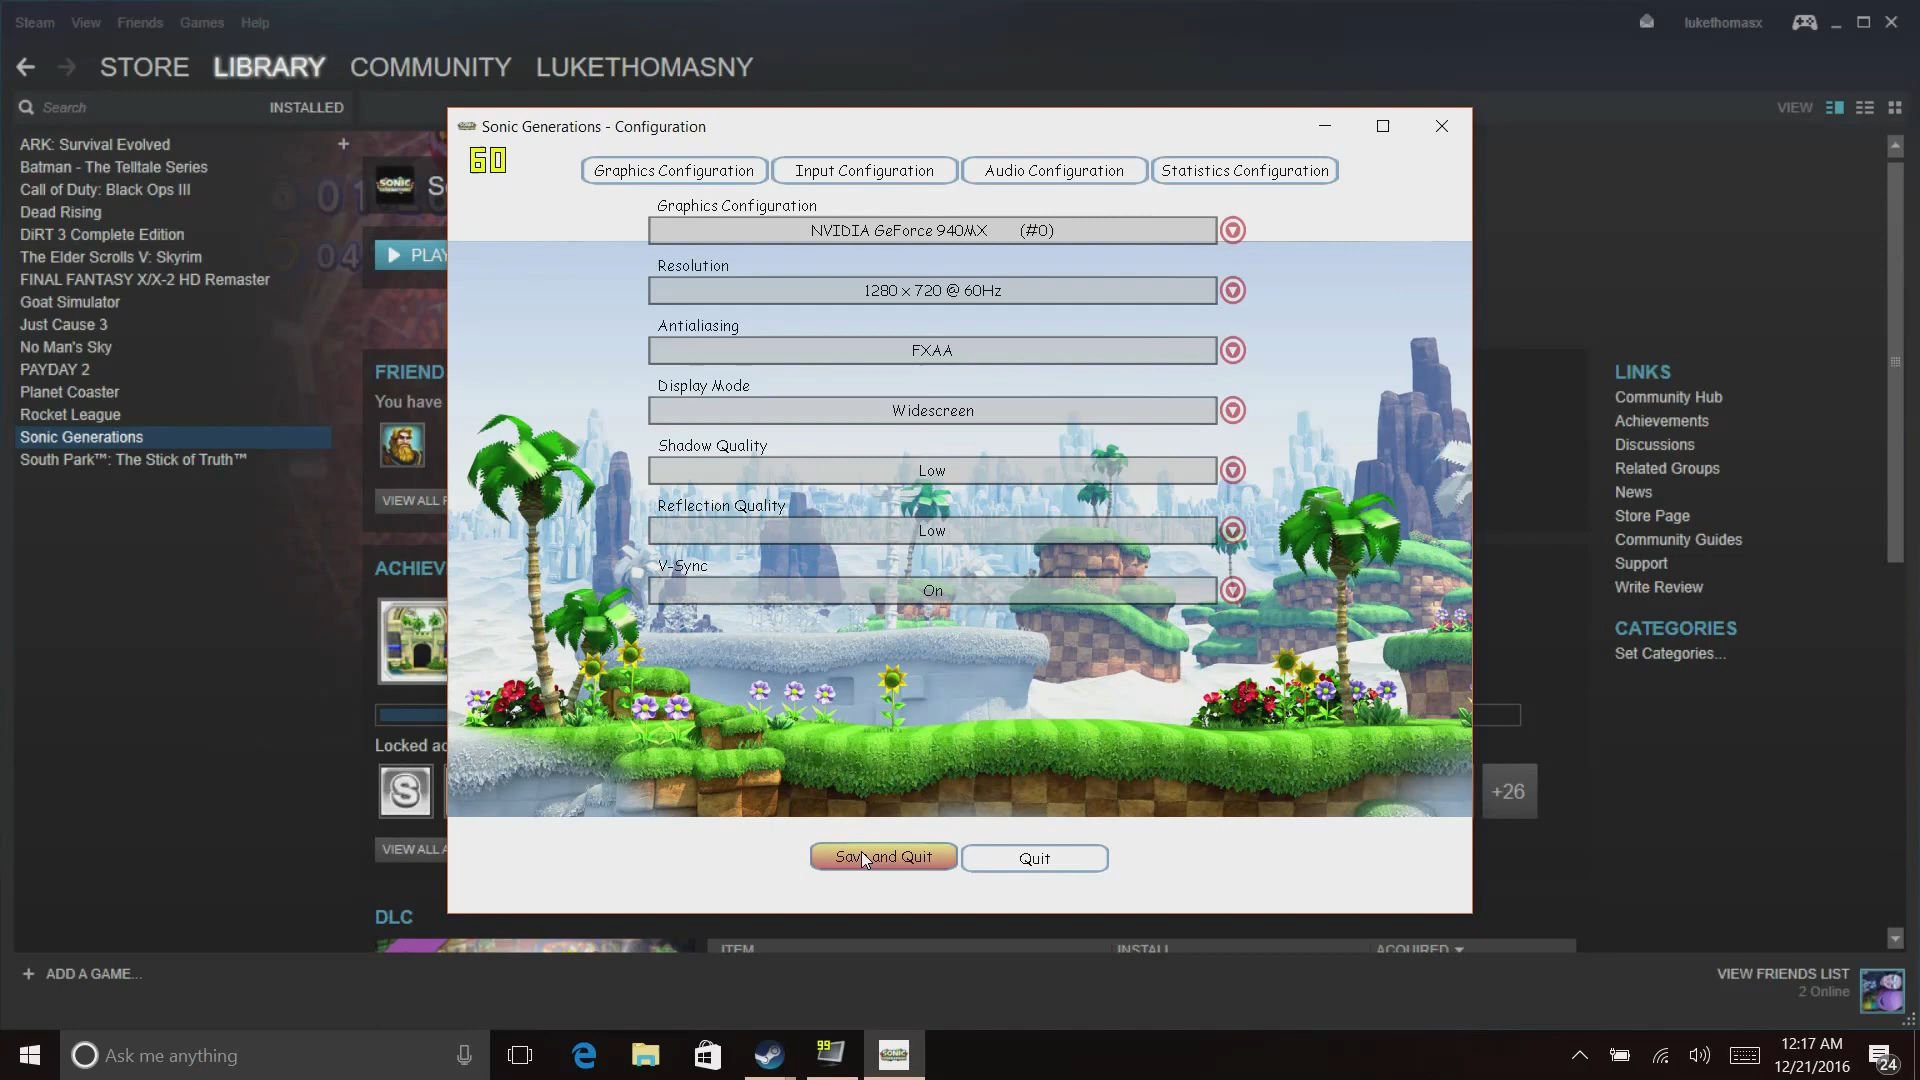 Steam View Friends Games Help
lukethomasx
STORE LIBRARY COMMUNITY LUKETHOMASNY
Search INSTALLED
VIEW
ARK: Survival Evolved
Batman - The Telltale Series
Call of Duty: Black Ops III
Dead Rising
DiRT 3 Complete Edition
The Elder Scrolls V: Skyrim
FINAL FANTASY X/X-2 HD Remaster
Goat Simulator
Just Cause 3
No Man's Sky
PAYDAY 2
Planet Coaster
Rocket League
Sonic Generations
South Park™: The Stick of Truth™
+ ADD A GAME...
SONIC
S
PLAY
FRIEND
You have
VIEW ALL F
ACHIEV
Locked ac
VIEW ALL A
DLC
Sonic Generations - Configuration
60
Graphics Configuration
Input Configuration
Audio Configuration
Statistics Configuration
Graphics Configuration
NVIDIA GeForce 940MX (#0)
Resolution
1280 x 720 @ 60Hz
Antialiasing
FXAA
Display Mode
Widescreen
Shadow Quality
Low
Reflection Quality
Low
V-Sync
On
Save and Quit
Quit
ITEM INSTALL ACQUIRED
+26
LINKS
Community Hub
Achievements
Discussions
Related Groups
News
Store Page
Community Guides
Support
Write Review
CATEGORIES
Set Categories...
VIEW FRIENDS LIST
2 Online
Ask me anything
99
SONIC
12:17 AM
12/21/2016
24